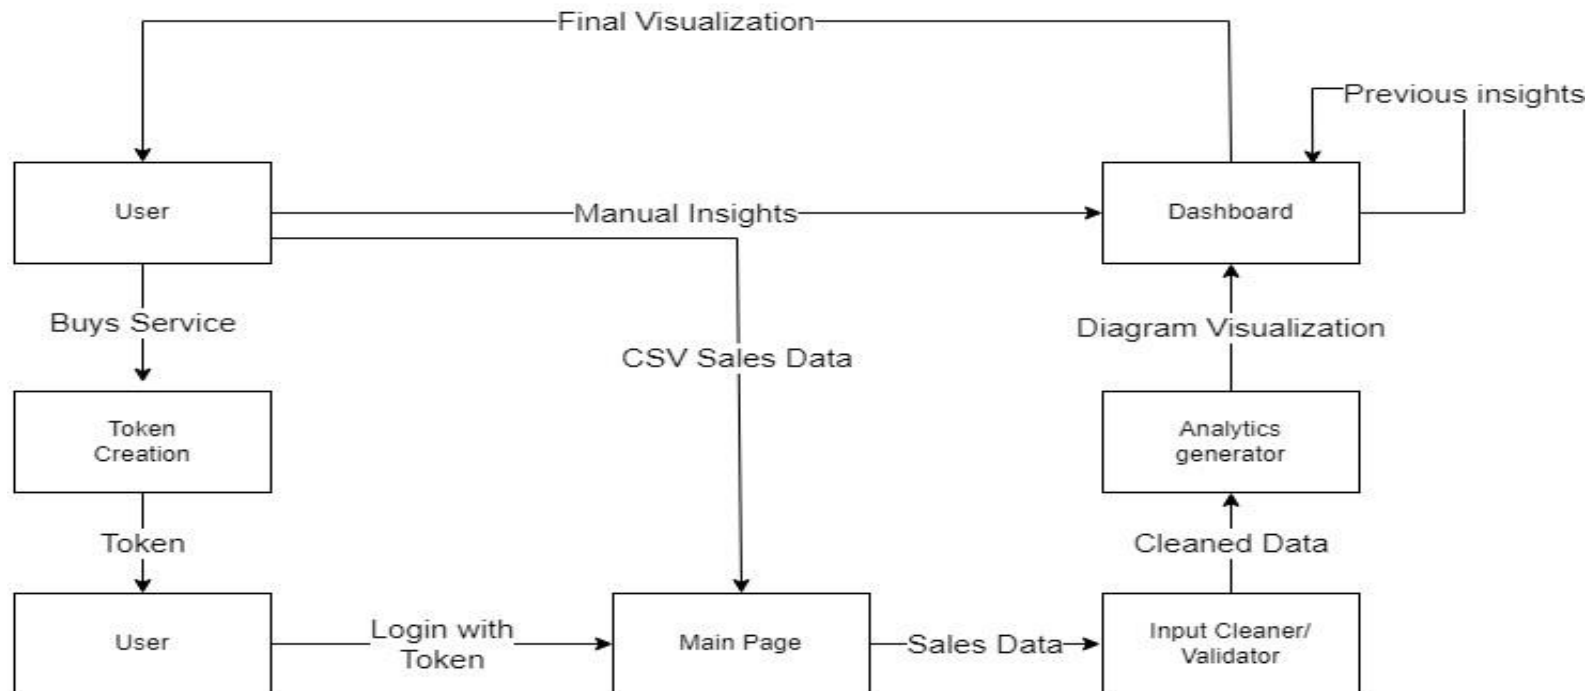 Final Visualization
Previous insights
User
Manual Insights
Dashboard
Buys Service
Diagram Visualization
CSV Sales Data
Token
Creation
Analytics
generator
Token
Cleaned Data
User
Login with
Token
Main Page
Sales Data
Input Cleaner/
Validator